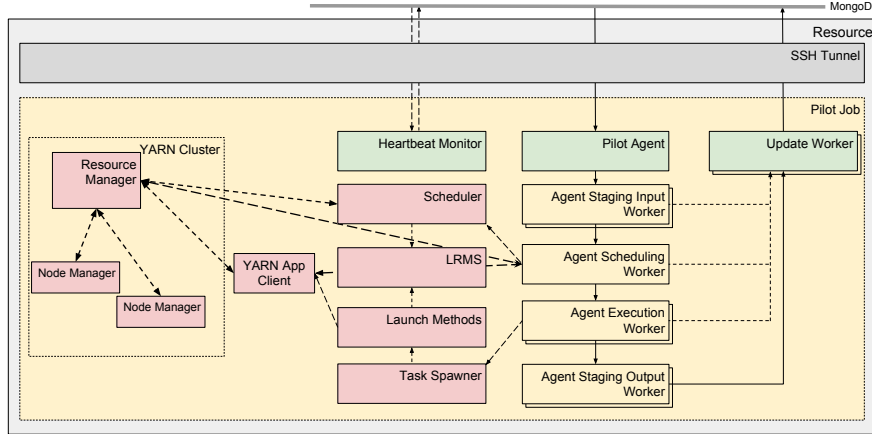 MongoD
Resource
SSH Tunnel
Pilot Job
YARN Cluster
Resource
Manager
Node Manager
Node Manager
YARN App
Client
Heartbeat Monitor
Scheduler
LRMS
Launch Methods
Task Spawner
Pilot Agent
Agent Staging Input
Worker
Agent Scheduling
Worker
Agent Execution
Worker
Agent Staging Output
Worker
Update Worker